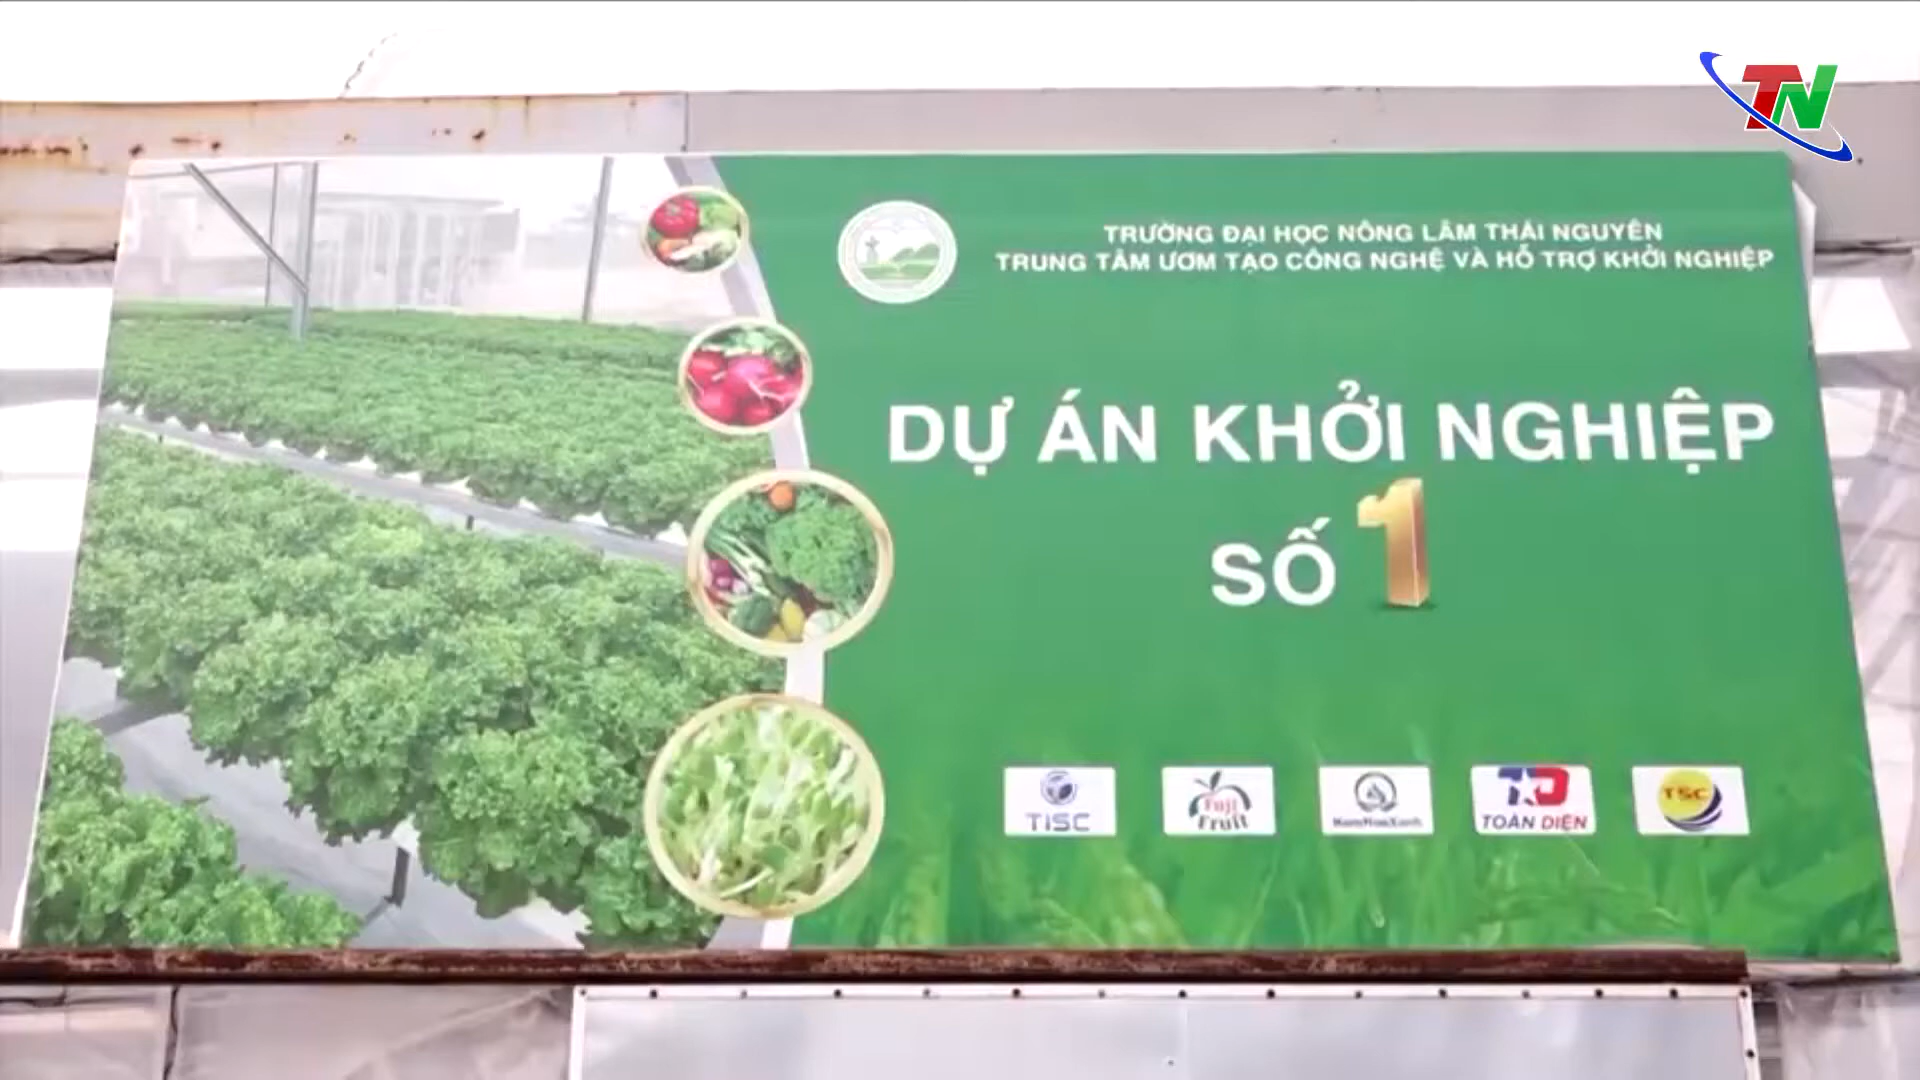 TN
TRƯỜNG ĐẠI HỌC NÔNG LÂM THÁI NGUYÊN
TRUNG TÂM ƯƠM TẠO CÔNG NGHỆ VÀ HỖ TRỢ KHỞI NGHIỆP
DỰ ÁN KHỞI NGHIỆP
SỐ 1
TISC
Fuji
Fruit
TD
TOÀN DIỆN
TSC